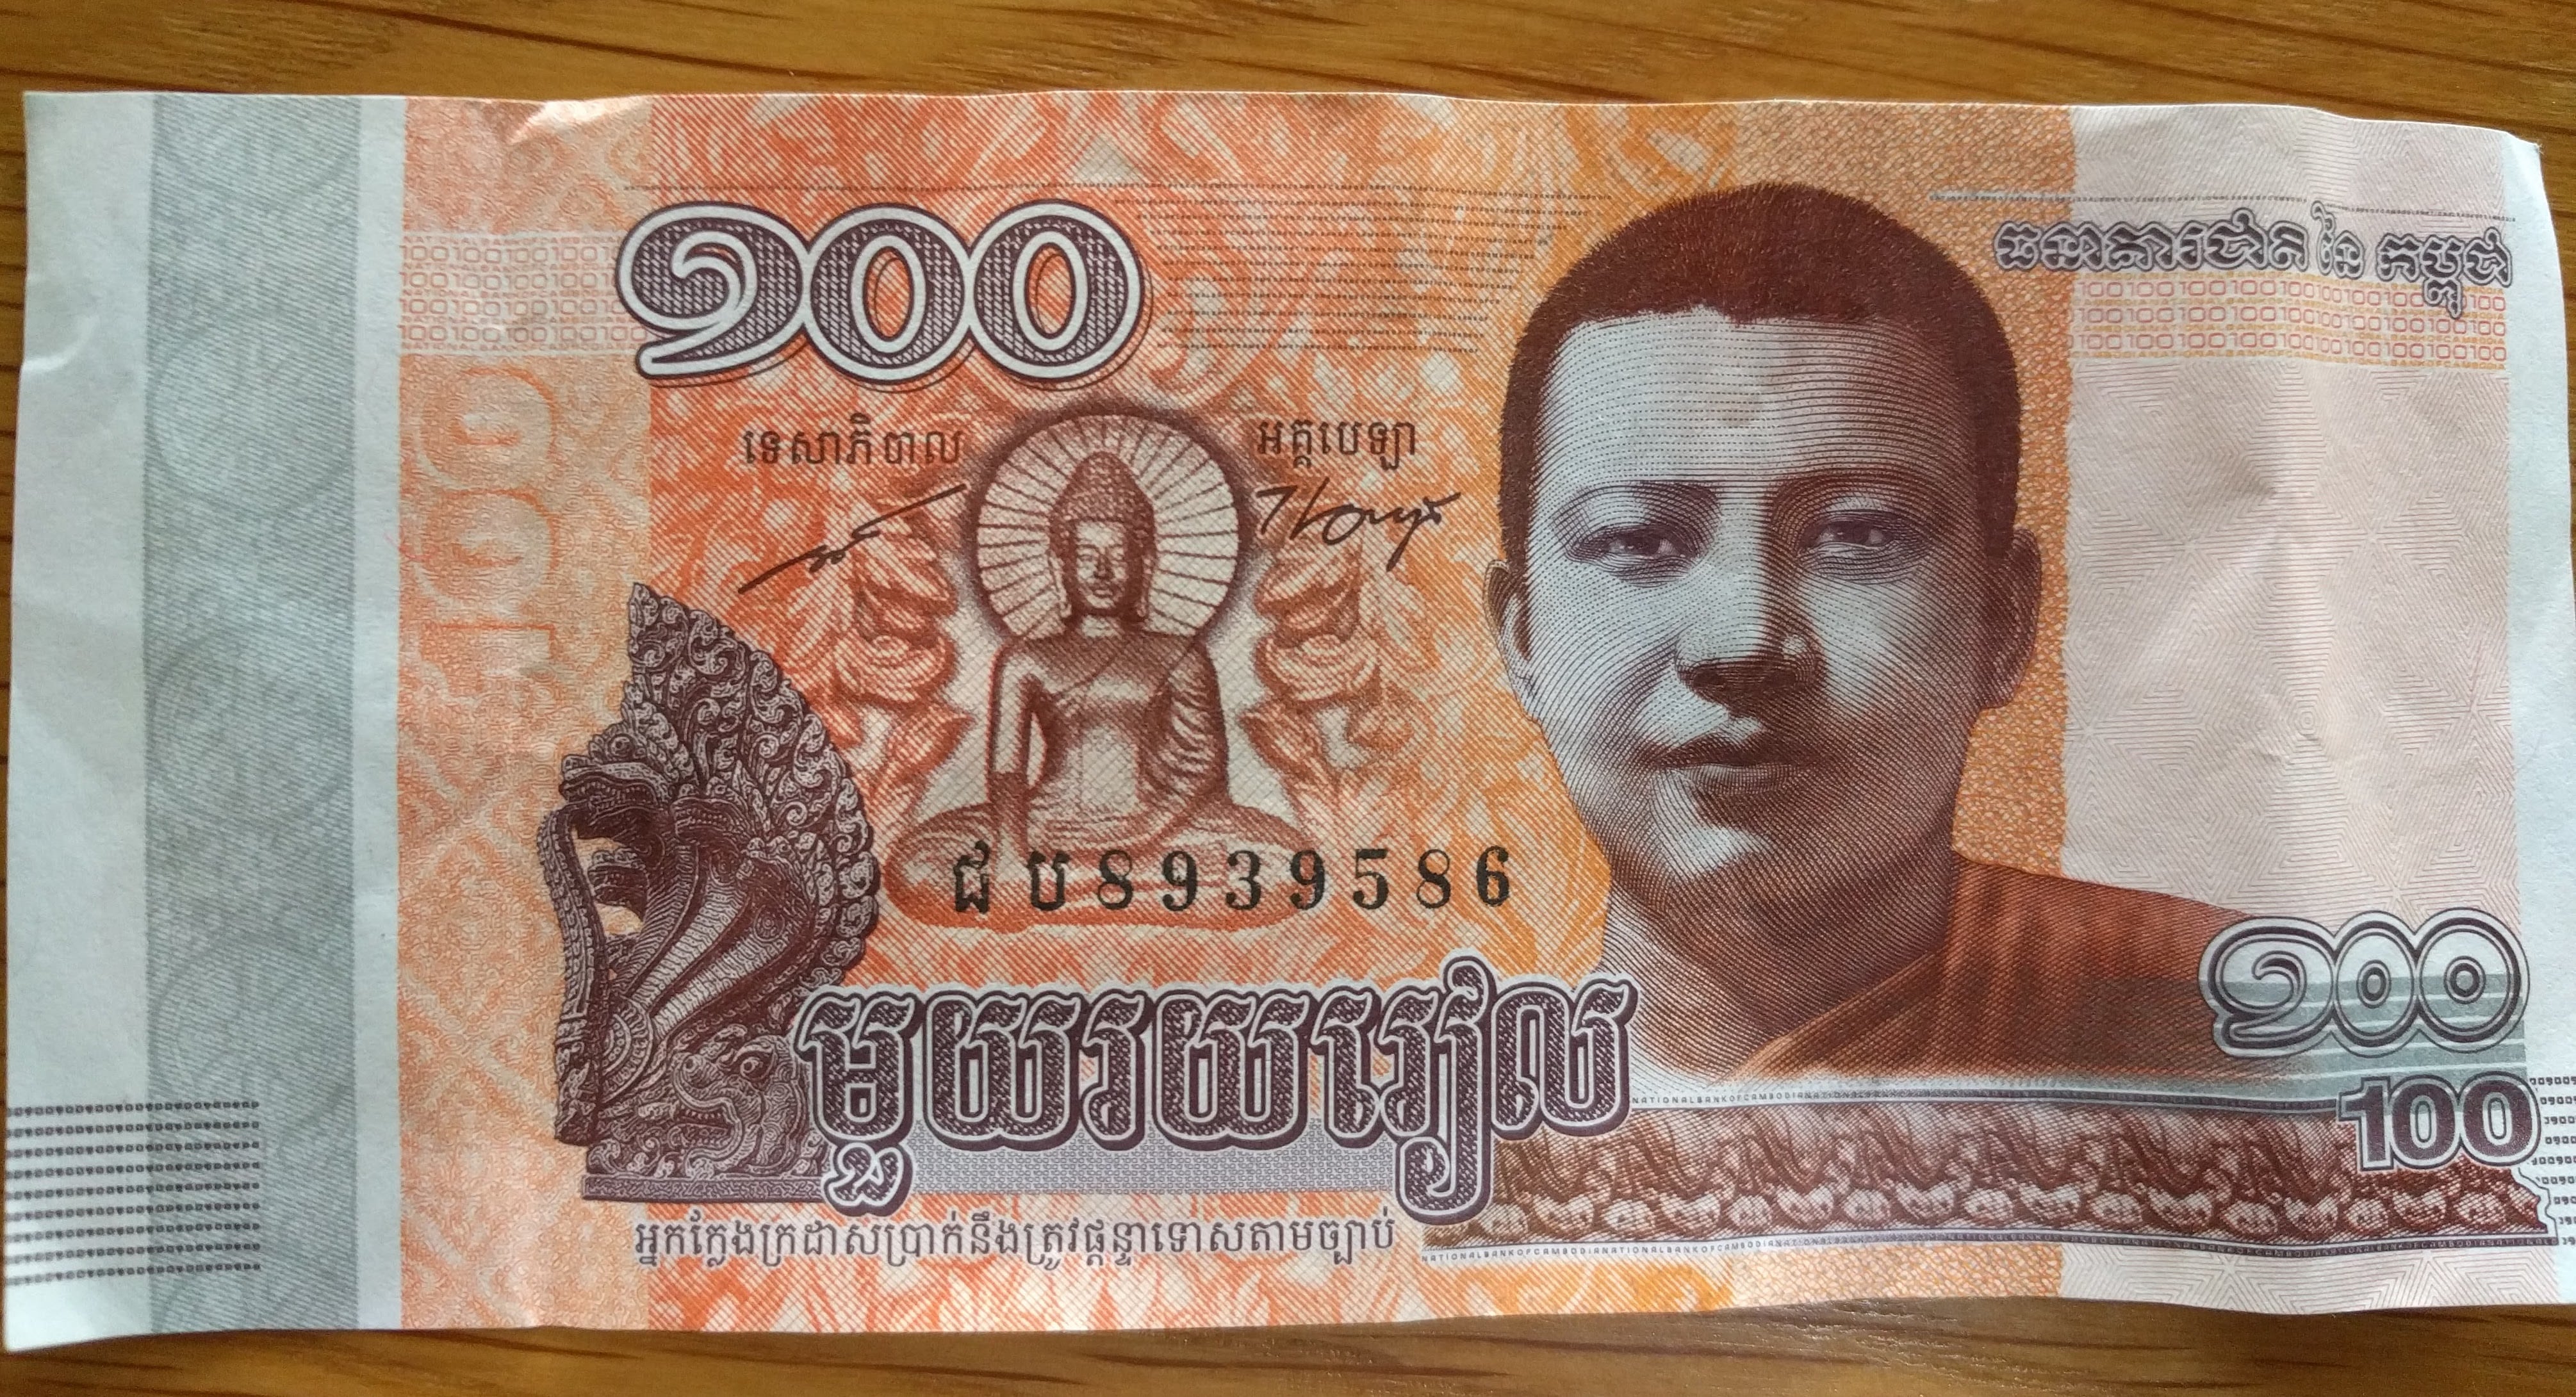 ១០០
ធនាគារជាតិ នៃ កម្ពុជា
ទេសាភិបាល
អគ្គបេឡា
ជ ប 8939586
មួយរយរៀល
១០០
100
អ្នកក្លែងក្រដាសប្រាក់នឹងត្រូវផ្តន្ទាទោសតាមច្បាប់